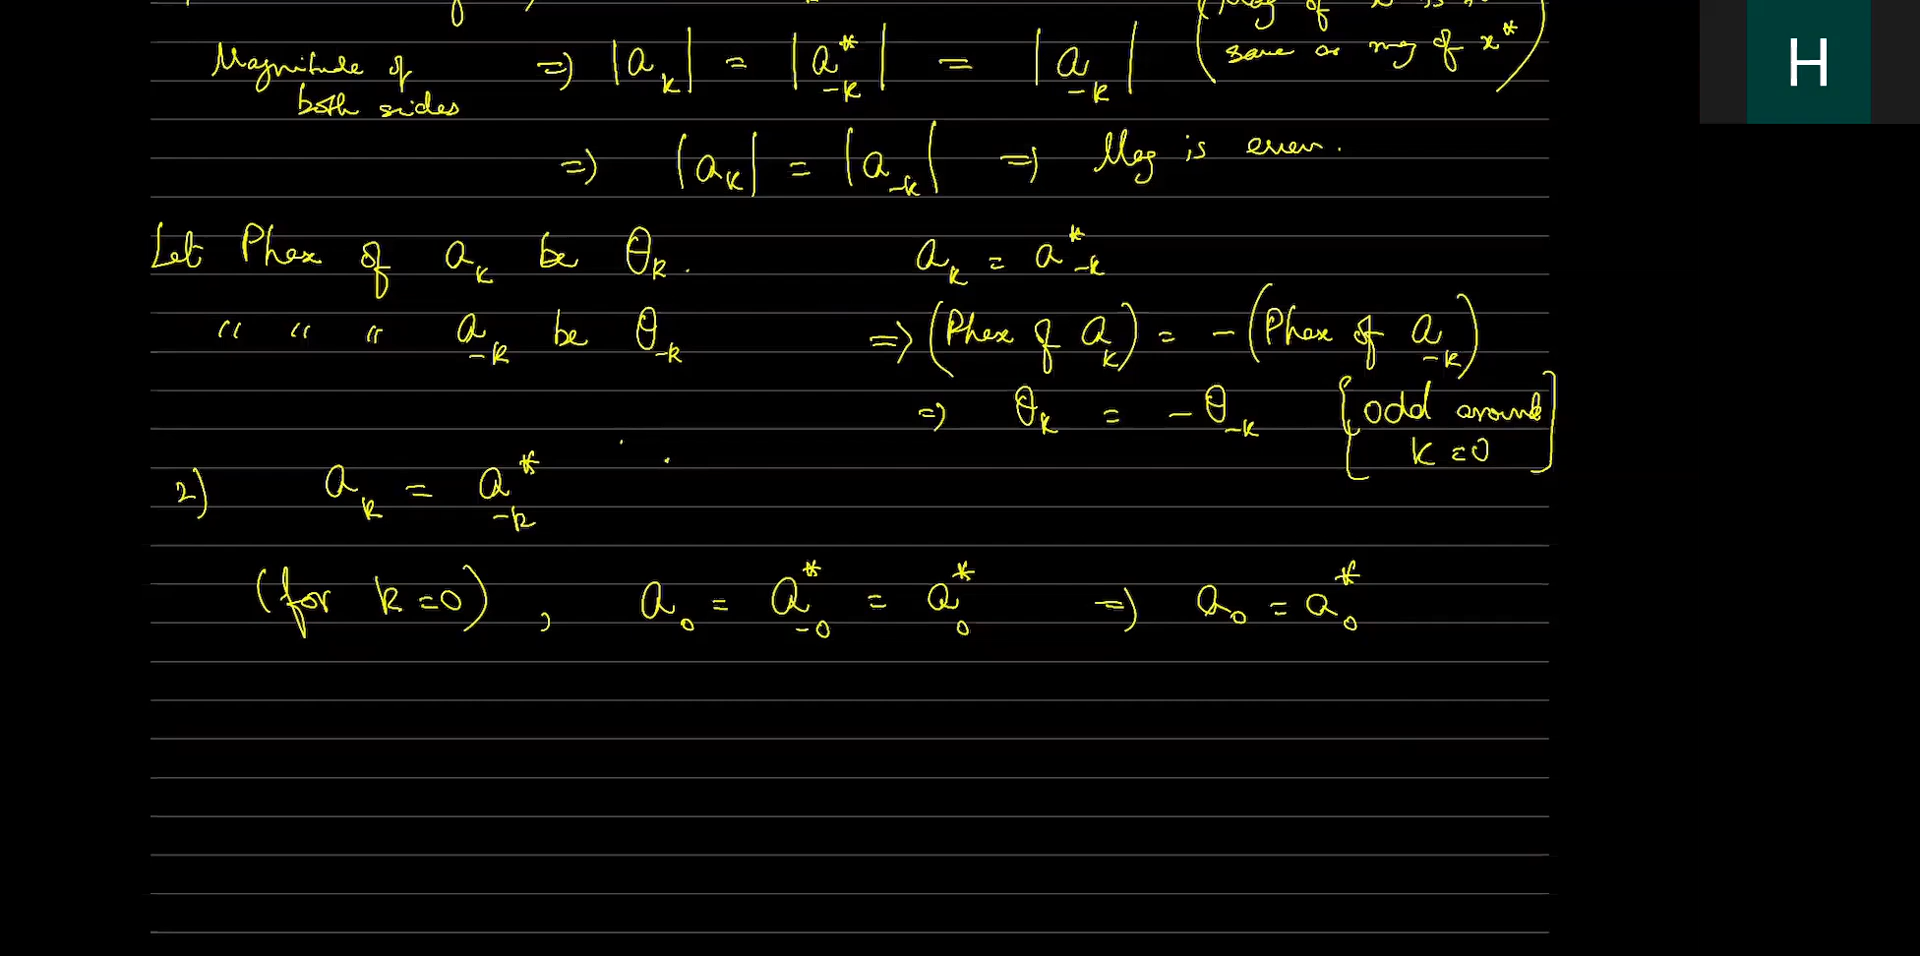 Magnitude of both sides => |a_k| = |a*_-k| = |a_-k| (Mag of x is same as mag of x*)
=> |a_k| = |a_-k| => Mag is even.
Let Phase of a_k be θ_k. a_k = a*_-k
" " " a_-k be θ_-k => (Phase of a_k) = -(Phase of a_-k)
=> θ_k = -θ_-k [odd around k=0]
2) a_k = a*_-k
(for k=0), a_0 = a*_-0 = a*_0 => a_0 = a_0*
H